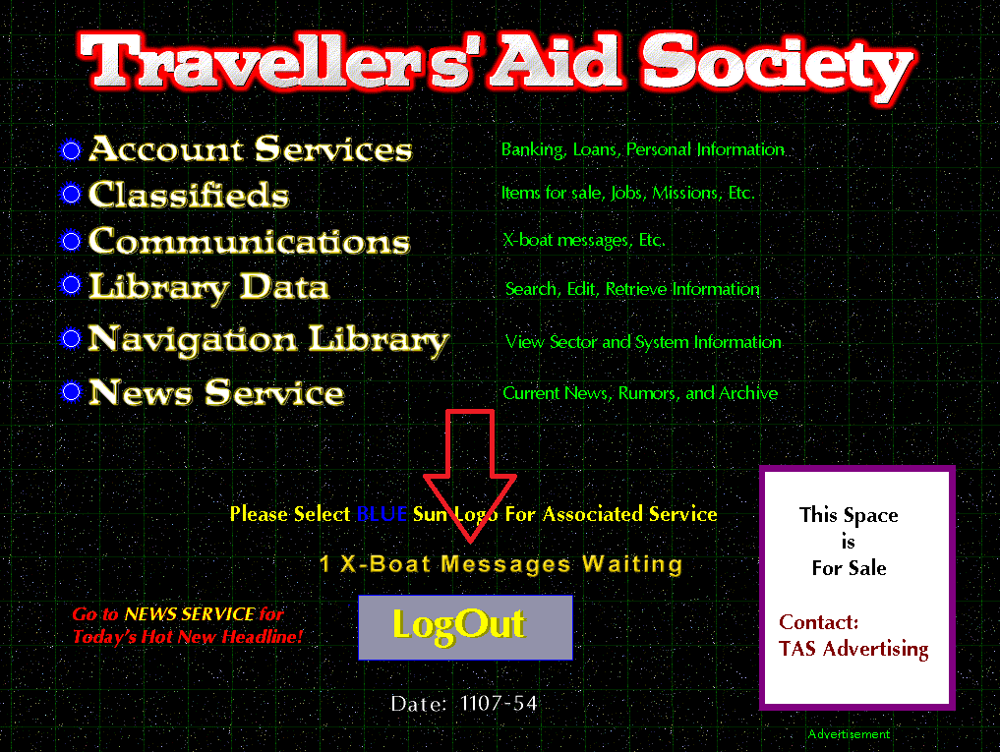 Travellers' Aid Society
Account Services
Banking, Loans, Personal Information
Classifieds
Items for sale, Jobs, Missions, Etc.
Communications
X-boat messages, Etc.
Library Data
Search, Edit, Retrieve Information
Navigation Library
View Sector and System Information
News Service
Current News, Rumors, and Archive
Please Select BLUE Sun Logo For Associated Service
1 X-Boat Messages Waiting
Go to NEWS SERVICE for
Today's Hot New Headline!
LogOut
Date: 1107-54
This Space
is
For Sale
Contact:
TAS Advertising
Advertisement